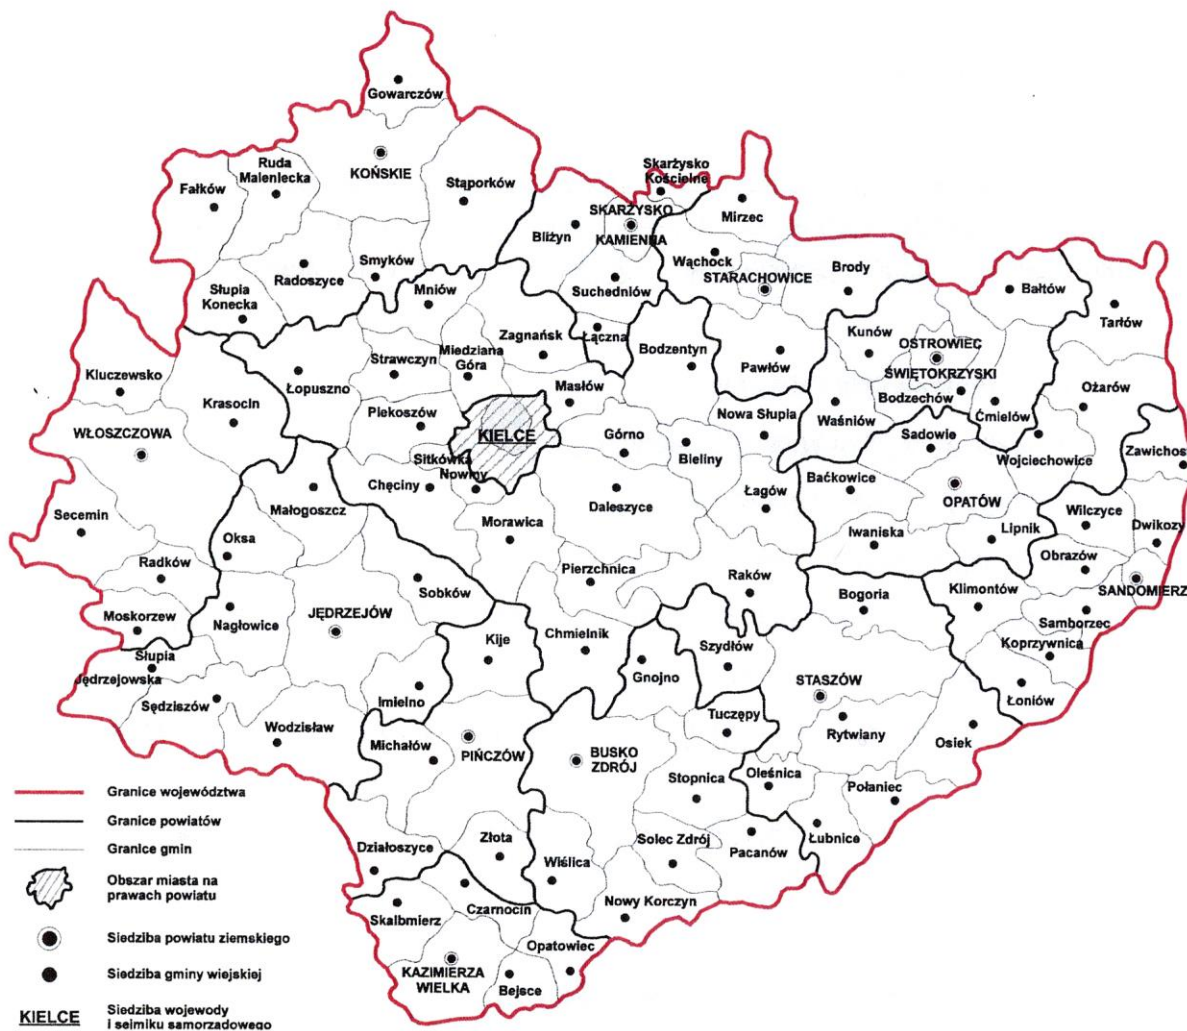 Gowarczów
KOŃSKIE
Ruda
Maleniecka
Fałków
Stąporków
Skarżysko
Kościelne
SKARŻYSKO
KAMIENNA
Bliżyn
Mirzec
Wąchock
STARACHOWICE
Brody
Smyków
Radoszyce
Słupia
Konecka
Mniów
Suchedniów
Bałtów
Tarłów
Zagnańsk
Łączna
Bodzentyn
Kunów
OSTROWIEC
ŚWIĘTOKRZYSKI
Bodzechów
Ćmielów
Ożarów
Kluczewsko
Krasocin
Łopuszno
Strawczyn
Miedziana
Góra
Masłów
Pawłów
Piekoszów
KIELCE
Górno
Nowa Słupia
Waśniów
Sadowie
Wojciechowice
Zawichost
WŁOSZCZOWA
Sitkówka
Nowiny
Chęciny
Bieliny
Łagów
Baćkowice
OPATÓW
Małogoszcz
Morawica
Daleszyce
Iwaniska
Lipnik
Wilczyce
Dwikozy
Secemin
Oksa
Radków
Obrazów
SANDOMIERZ
Pierzchnica
Raków
Bogoria
Klimontów
Samborzec
Moskorzew
Nagłowice
JĘDRZEJÓW
Sobków
Kije
Chmielnik
Gnojno
Szydłów
Koprzywnica
Łoniów
Słupia
Jędrzejowska
Sędziszów
Imielno
STASZÓW
Wodzisław
Michałów
PIŃCZÓW
BUSKO
ZDRÓJ
Tuczępy
Rytwiany
Osiek
Stopnica
Oleśnica
Połaniec
Działoszyce
Złota
Wiślica
Solec Zdrój
Pacanów
Łubnice
Skalbmierz
Czarnocin
Nowy Korczyn
Opatowiec
KAZIMIERZA
WIELKA
Bejsce
Granice województwa
Granice powiatów
Granice gmin
Obszar miasta na
prawach powiatu
Siedziba powiatu ziemskiego
Siedziba gminy wiejskiej
KIELCE
Siedziba wojewody
i sejmiku samorządowego